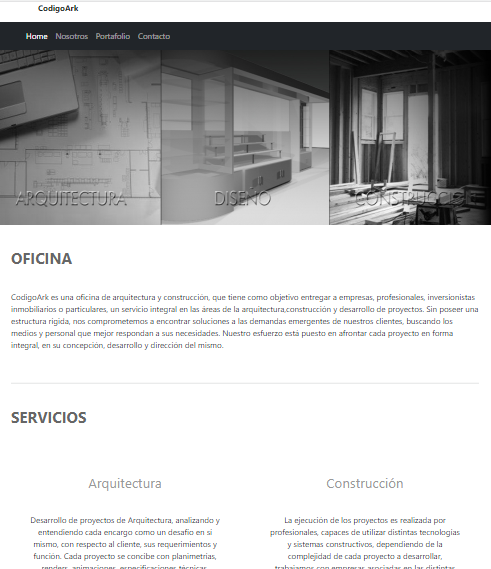 CodigoArk
Home Nosotros Portafolio Contacto
ARQUITECTURA
DISEÑO
CONSTRUCCION
OFICINA
CodigoArk es una oficina de arquitectura y construccion, que tiene como objetivo entregar a empresas, profesionales, inversionistas
inmobiliarios o particulares, un servicio integral en las áreas de la arquitectura,construcción y desarrollo de proyectos. Sin poseer una
estructura rígida, nos comprometemos a encontrar soluciones a las demandas emergentes de nuestros clientes, buscando los
medios y personal que mejor respondan a sus necesidades. Nuestro esfuerzo está puesto en afrontar cada proyecto en forma
integral, en su concepción, desarrollo y dirección del mismo.
SERVICIOS
Arquitectura
Desarrollo de proyectos de Arquitectura, analizando y
entendiendo cada encargo como un desafio en si
mismo, con respecto al cliente, sus requerimientos y
función. Cada proyecto se concibe con planimetrias,
renders, animaciones, especificaciones técnicas
Construcción
La ejecución de los proyectos es realizada por
profesionales, capaces de utilizar distintas tecnologias
y sistemas constructivos, dependiendo de la
complejidad de cada proyecto a desarrollar,
trabajamos con empresas asociadas en las distintas